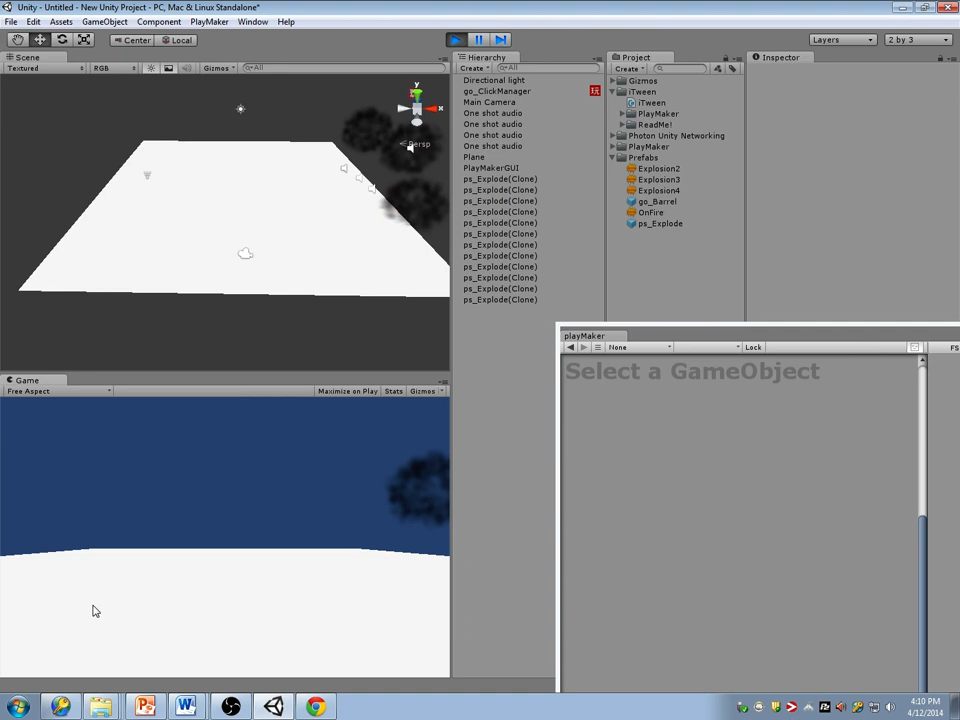 Unity - Untitled - New Unity Project - PC, Mac & Linux Standalone*
File Edit Assets GameObject Component PlayMaker Window Help
Center Local Layers 2 by 3
Scene
Textured RGB Gizmos All
y
x
Persp
Game
Free Aspect Maximize on Play Stats Gizmos
Hierarchy
Create All
Directional light
go_ClickManager
Main Camera
One shot audio
One shot audio
One shot audio
One shot audio
Plane
PlayMakerGUI
ps_Explode(Clone)
ps_Explode(Clone)
ps_Explode(Clone)
ps_Explode(Clone)
ps_Explode(Clone)
ps_Explode(Clone)
ps_Explode(Clone)
ps_Explode(Clone)
ps_Explode(Clone)
ps_Explode(Clone)
ps_Explode(Clone)
ps_Explode(Clone)
Project
Create
Gizmos
iTween
iTween
PlayMaker
ReadMe!
Photon Unity Networking
PlayMaker
Prefabs
Explosion2
Explosion3
Explosion4
go_Barrel
OnFire
ps_Explode
Inspector
playMaker
None Lock FS
Select a GameObject
4:10 PM
4/12/2014